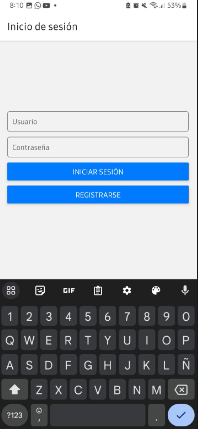 8:10
53%
Inicio de sesión
Usuario
Contraseña
INICIAR SESIÓN
REGISTRARSE
GIF
1 2 3 4 5 6 7 8 9 0
Q W E R T Y U I O P
A S D F G H J K L Ñ
Z X C V B N M
?123 , .